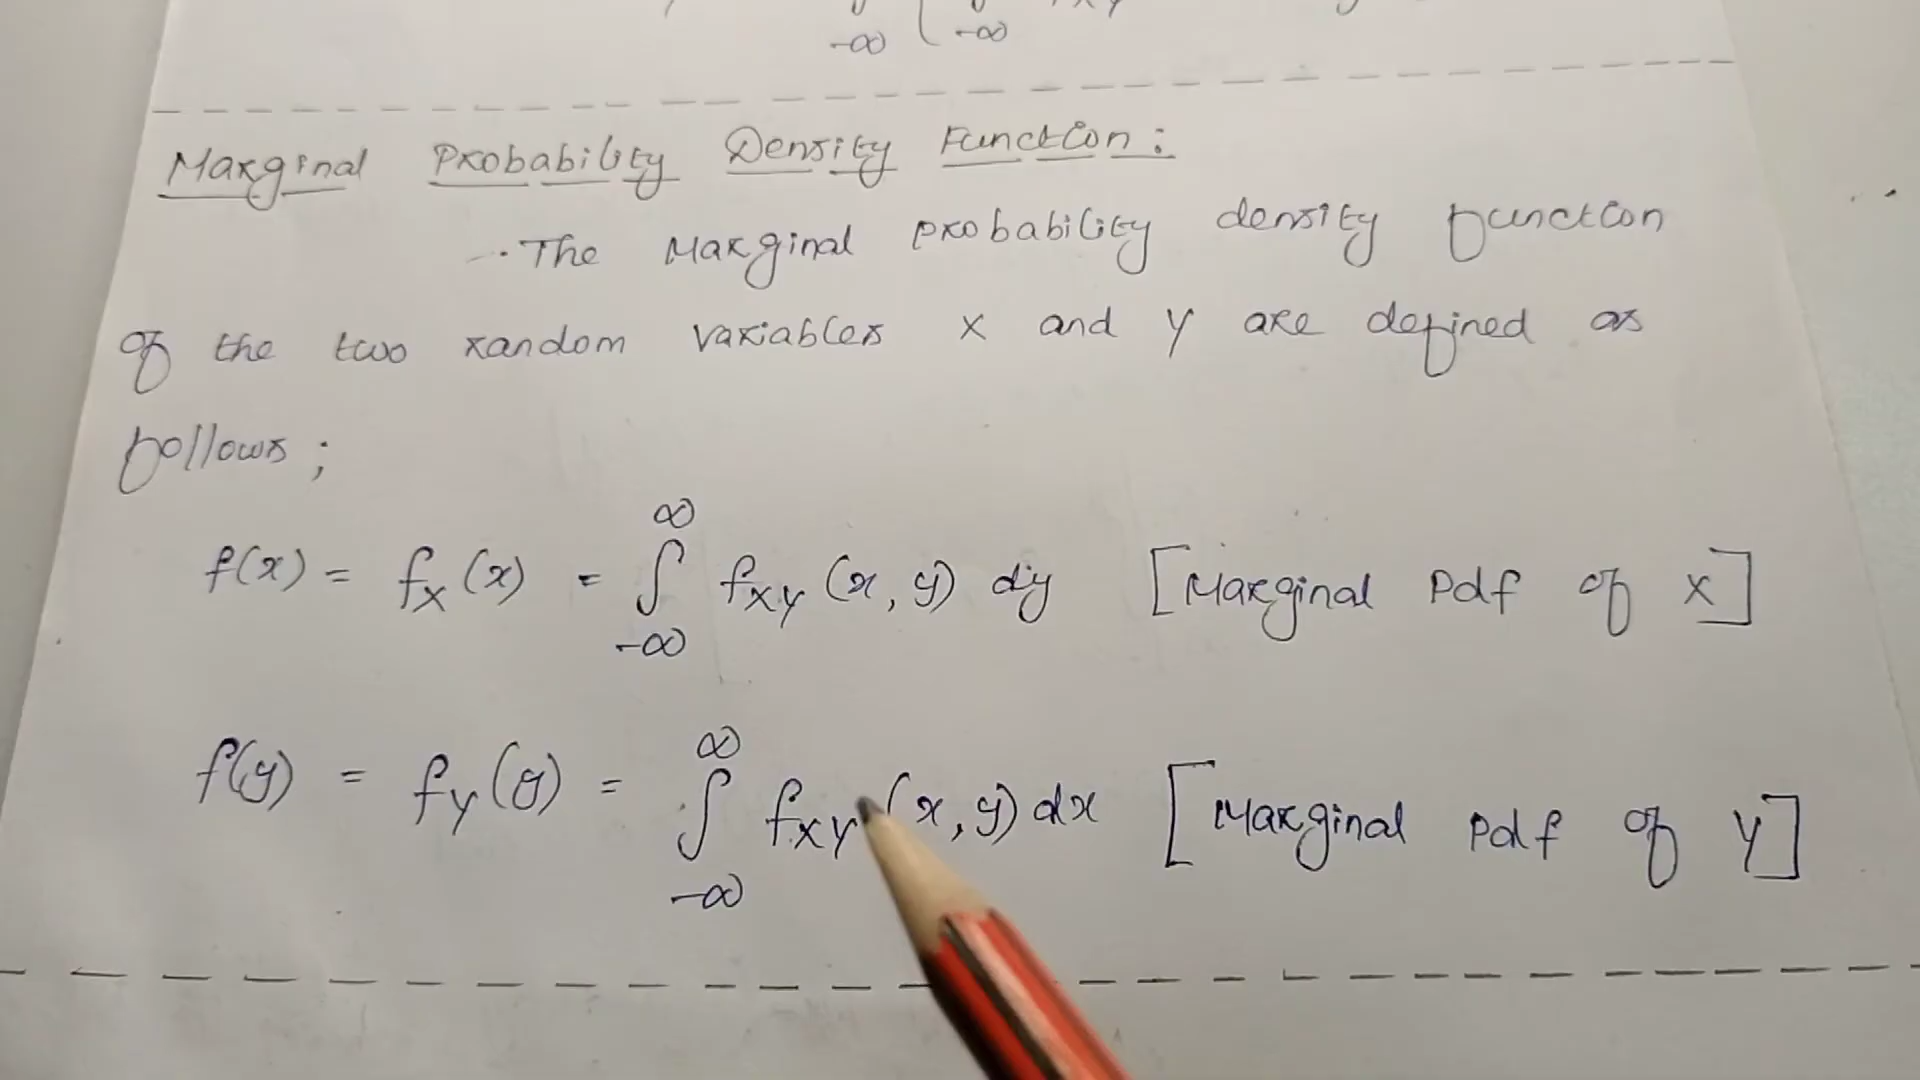 -∞ -∞
Marginal Probability Density Function:
The Marginal probability density function
of the two random variables X and Y are defined as
follows;
f(x) = fX(x) = ∫_{-∞}^{∞} fXY(x, y) dy [Marginal Pdf of X]
f(y) = fY(y) = ∫_{-∞}^{∞} fXY(x, y) dx [Marginal Pdf of Y]